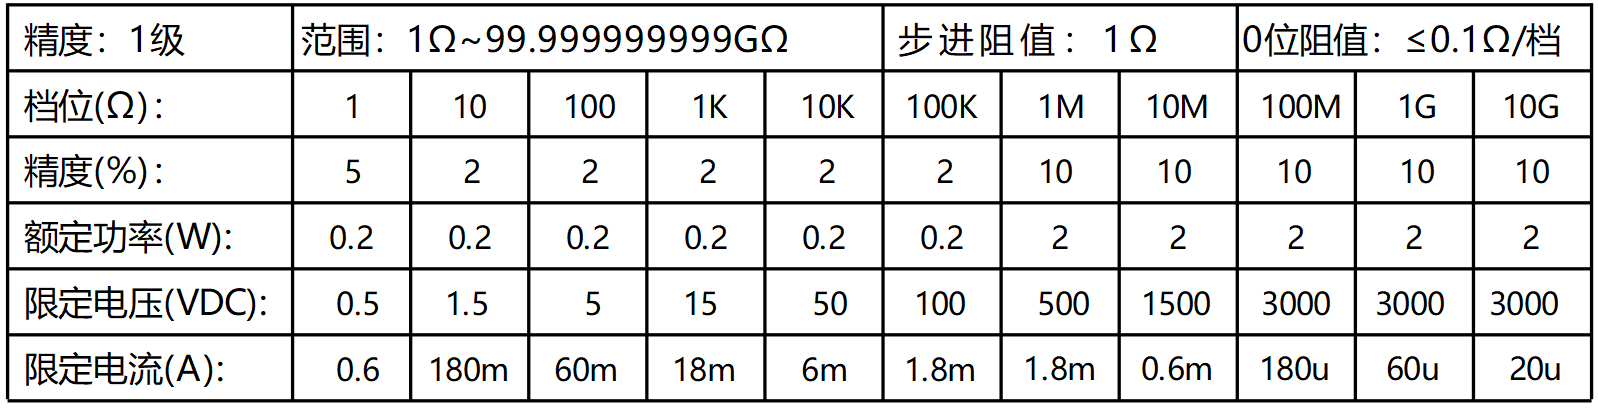 精度：1级 范围：1Ω~99.999999999GΩ 步进阻值：1Ω 0位阻值：≤0.1Ω/档
档位(Ω)： 1 10 100 1K 10K 100K 1M 10M 100M 1G 10G
精度(%)： 5 2 2 2 2 2 10 10 10 10 10
额定功率(W): 0.2 0.2 0.2 0.2 0.2 0.2 2 2 2 2 2
限定电压(VDC): 0.5 1.5 5 15 50 100 500 1500 3000 3000 3000
限定电流(A): 0.6 180m 60m 18m 6m 1.8m 1.8m 0.6m 180u 60u 20u